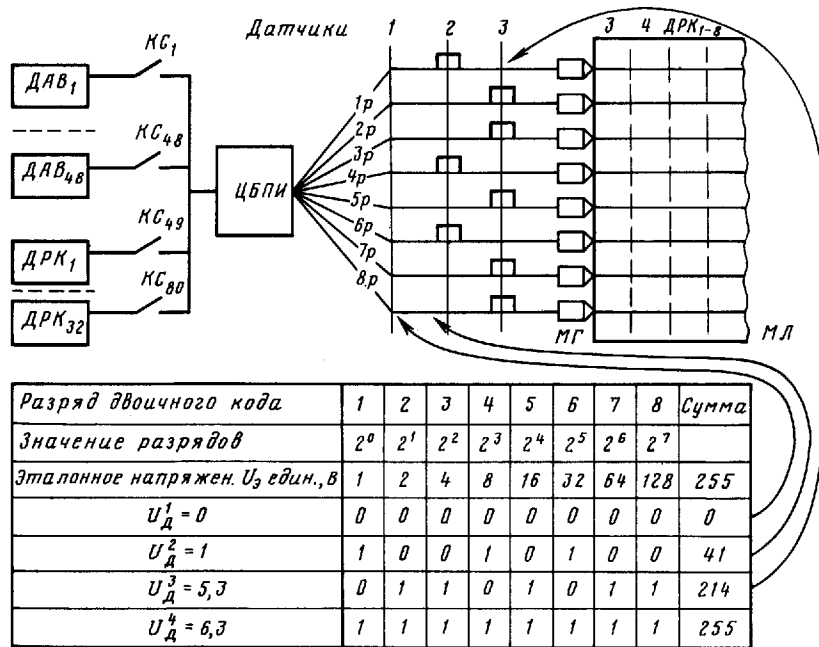 Датчики 1 2 3 3 4 ДРК₁₋₈
КС₁
ДАВ₁
КС₄₈
ДАВ₄₈
КС₄₉
ДРК₁
КС₈₀
ДРК₃₂
ЦБПИ
1р
2р
3р
4р
5р
6р
7р
8.р
МГ МЛ
Разряд двоичного кода 1 2 3 4 5 6 7 8 Сумма
Значение разрядов 2⁰ 2¹ 2² 2³ 2⁴ 2⁵ 2⁶ 2⁷
Эталонное напряжен. Uэ един., В 1 2 4 8 16 32 64 128 255
U¹д = 0 0 0 0 0 0 0 0 0 0
U²д = 1 1 0 0 1 0 1 0 0 41
U³д = 5,3 0 1 1 0 1 0 1 1 214
U⁴д = 6,3 1 1 1 1 1 1 1 1 255